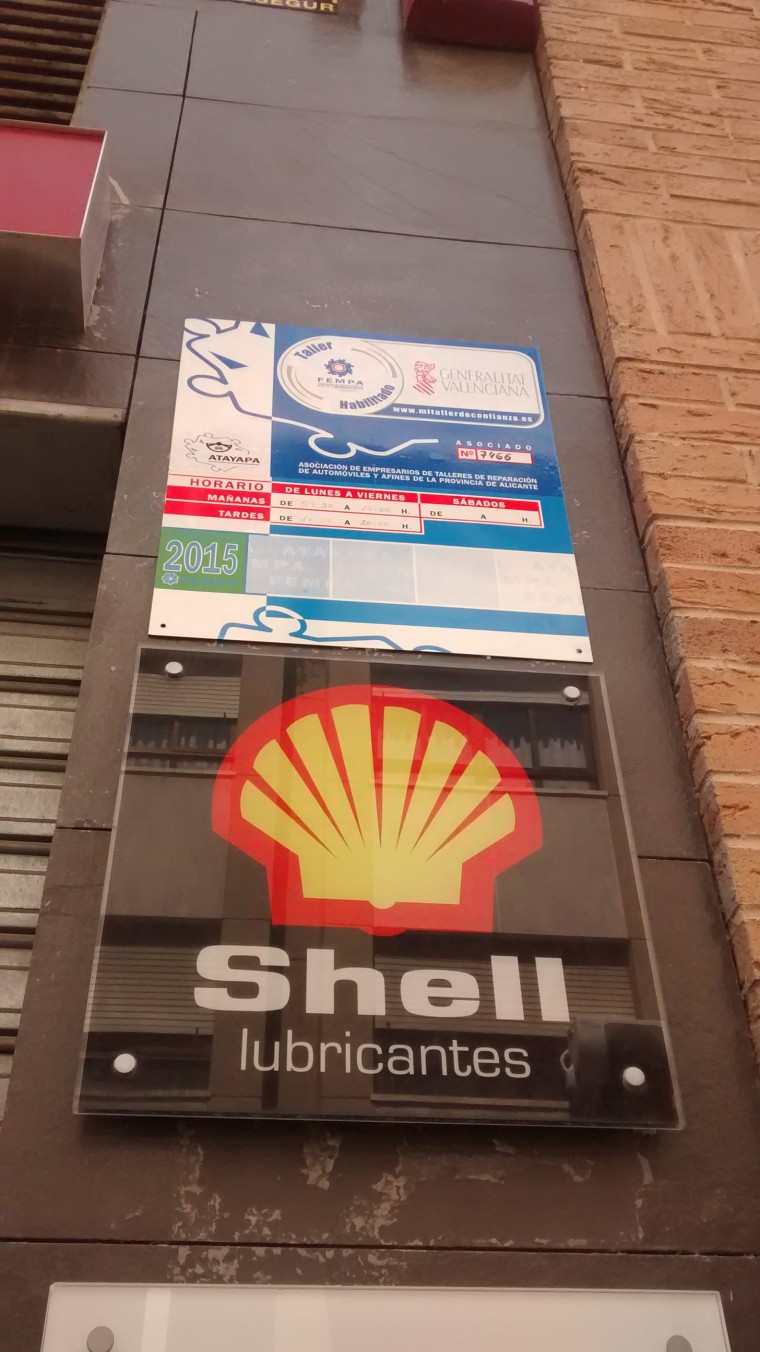 SEGUR
Taller
FEMPA
Habilitado
GENERALITAT
VALENCIANA
www.mitallerdeconfianza.es
ASOCIADO
Nº 7466
ATAYAPA
ASOCIACIÓN DE EMPRESARIOS DE TALLERES DE REPARACIÓN
DE AUTOMÓVILES Y AFINES DE LA PROVINCIA DE ALICANTE
HORARIO DE LUNES A VIERNES SÁBADOS
MAÑANAS DE A H. DE A H.
TARDES DE A H.
2015
FEMPA
Shell
lubricantes